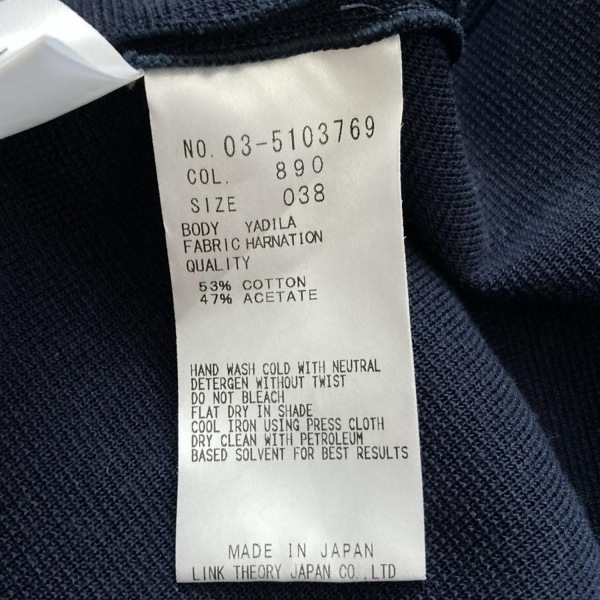 NO. 03-5103769
COL. 890
SIZE 038
BODY YADILA
FABRIC HARNATION
QUALITY
53% COTTON
47% ACETATE
HAND WASH COLD WITH NEUTRAL
DETERGEN WITHOUT TWIST
DO NOT BLEACH
FLAT DRY IN SHADE
COOL IRON USING PRESS CLOTH
DRY CLEAN WITH PETROLEUM
BASED SOLVENT FOR BEST RESULTS
MADE IN JAPAN
LINK THEORY JAPAN CO.,LTD